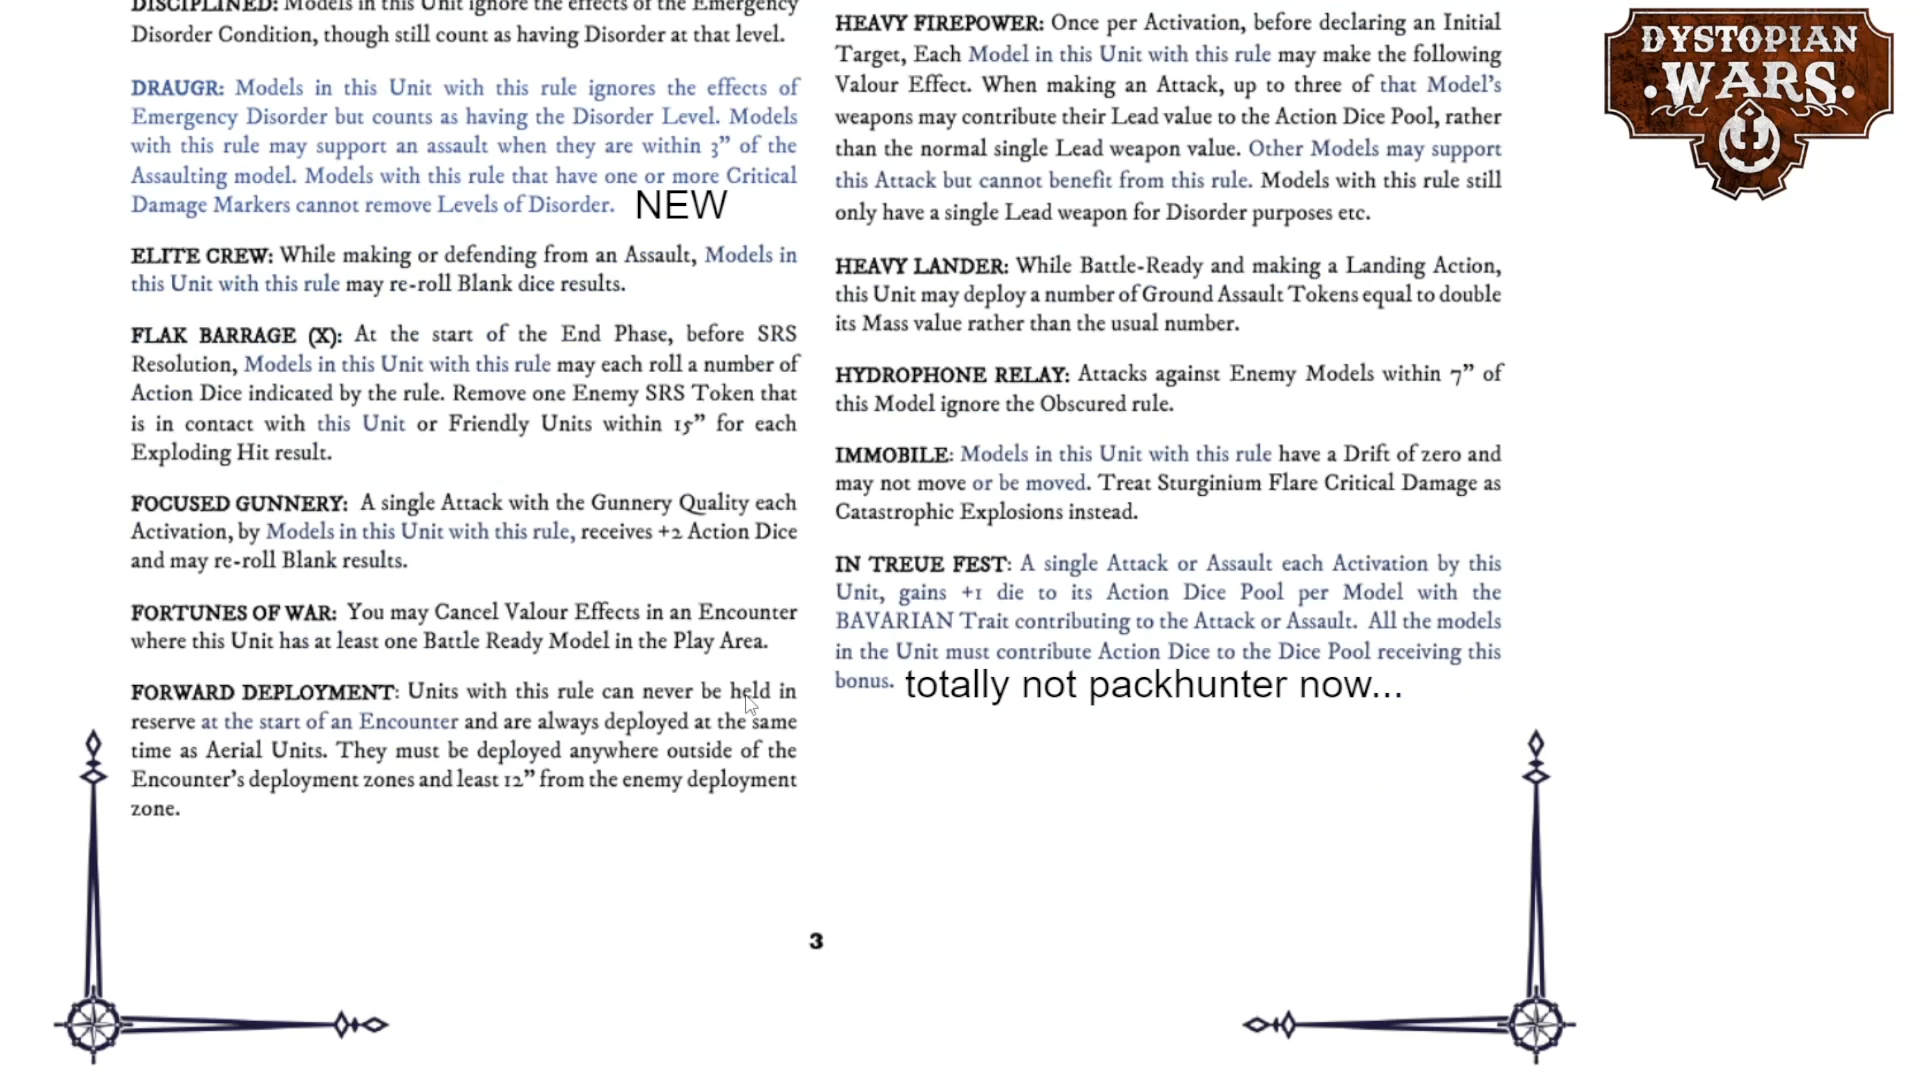 DISCIPLINED: Models in this Unit ignore the effects of the Emergency
Disorder Condition, though still count as having Disorder at that level.
DRAUGR: Models in this Unit with this rule ignores the effects of
Emergency Disorder but counts as having the Disorder Level. Models
with this rule may support an assault when they are within 3” of the
Assaulting model. Models with this rule that have one or more Critical
Damage Markers cannot remove Levels of Disorder. NEW
ELITE CREW: While making or defending from an Assault, Models in
this Unit with this rule may re-roll Blank dice results.
FLAK BARRAGE (X): At the start of the End Phase, before SRS
Resolution, Models in this Unit with this rule may each roll a number of
Action Dice indicated by the rule. Remove one Enemy SRS Token that
is in contact with this Unit or Friendly Units within 15” for each
Exploding Hit result.
FOCUSED GUNNERY: A single Attack with the Gunnery Quality each
Activation, by Models in this Unit with this rule, receives +2 Action Dice
and may re-roll Blank results.
FORTUNES OF WAR: You may Cancel Valour Effects in an Encounter
where this Unit has at least one Battle Ready Model in the Play Area.
FORWARD DEPLOYMENT: Units with this rule can never be held in
reserve at the start of an Encounter and are always deployed at the same
time as Aerial Units. They must be deployed anywhere outside of the
Encounter’s deployment zones and least 12” from the enemy deployment
zone.
HEAVY FIREPOWER: Once per Activation, before declaring an Initial
Target, Each Model in this Unit with this rule may make the following
Valour Effect. When making an Attack, up to three of that Model’s
weapons may contribute their Lead value to the Action Dice Pool, rather
than the normal single Lead weapon value. Other Models may support
this Attack but cannot benefit from this rule. Models with this rule still
only have a single Lead weapon for Disorder purposes etc.
HEAVY LANDER: While Battle-Ready and making a Landing Action,
this Unit may deploy a number of Ground Assault Tokens equal to double
its Mass value rather than the usual number.
HYDROPHONE RELAY: Attacks against Enemy Models within 7” of
this Model ignore the Obscured rule.
IMMOBILE: Models in this Unit with this rule have a Drift of zero and
may not move or be moved. Treat Sturginium Flare Critical Damage as
Catastrophic Explosions instead.
IN TREUE FEST: A single Attack or Assault each Activation by this
Unit, gains +1 die to its Action Dice Pool per Model with the
BAVARIAN Trait contributing to the Attack or Assault. All the models
in the Unit must contribute Action Dice to the Dice Pool receiving this
bonus. totally not packhunter now...
3
DYSTOPIAN
WARS